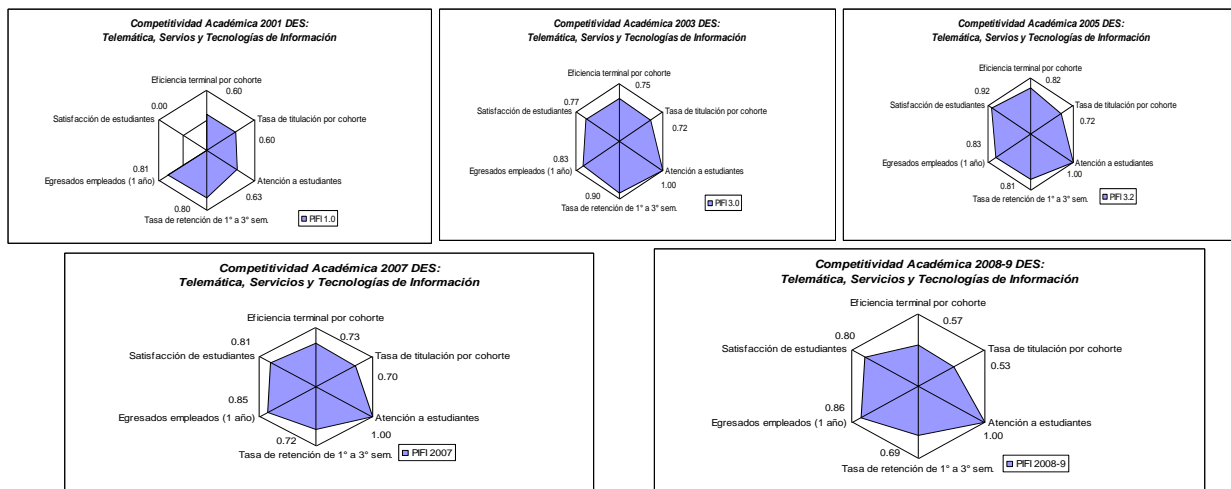 Competitividad Académica 2001 DES:
Telemática, Servios y Tecnologías de Información
Eficiencia terminal por cohorte
0.60
0.00
Satisfacción de estudiantes
Tasa de titulación por cohorte
0.60
0.81
Egresados empleados (1 año)
Atención a estudiantes
0.63
0.80
Tasa de retención de 1° a 3° sem.
PIFI 1.0
Competitividad Académica 2003 DES:
Telemática, Servios y Tecnologías de Información
Eficiencia terminal por cohorte
0.75
0.77
Satisfacción de estudiantes
Tasa de titulación por cohorte
0.72
0.83
Egresados empleados (1 año)
Atención a estudiantes
1.00
0.90
Tasa de retención de 1° a 3° sem.
PIFI 3.0
Competitividad Académica 2005 DES:
Telemática, Servios y Tecnologías de Información
Eficiencia terminal por cohorte
0.82
0.92
Satisfacción de estudiantes
Tasa de titulación por cohorte
0.72
0.83
Egresados empleados (1 año)
Atención a estudiantes
1.00
0.81
Tasa de retención de 1° a 3° sem.
PIFI 3.2
Competitividad Académica 2007 DES:
Telemática, Servicios y Tecnologías de Información
Eficiencia terminal por cohorte
0.73
0.81
Satisfacción de estudiantes
Tasa de titulación por cohorte
0.70
0.85
Egresados empleados (1 año)
Atención a estudiantes
1.00
0.72
Tasa de retención de 1° a 3° sem.
PIFI 2007
Competitividad Académica 2008-9 DES:
Telemática, Servicios y Tecnologías de Información
Eficiencia terminal por cohorte
0.57
0.80
Satisfacción de estudiantes
Tasa de titulación por cohorte
0.53
0.86
Egresados empleados (1 año)
Atención a estudiantes
1.00
0.69
Tasa de retención de 1° a 3° sem.
PIFI 2008-9